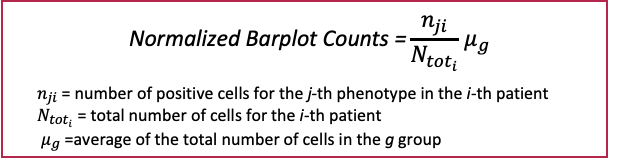 Normalized Barplot Counts = n_ji / N_tot_i μ_g
n_ji = number of positive cells for the j-th phenotype in the i-th patient
N_tot_i = total number of cells for the i-th patient
μ_g =average of the total number of cells in the g group